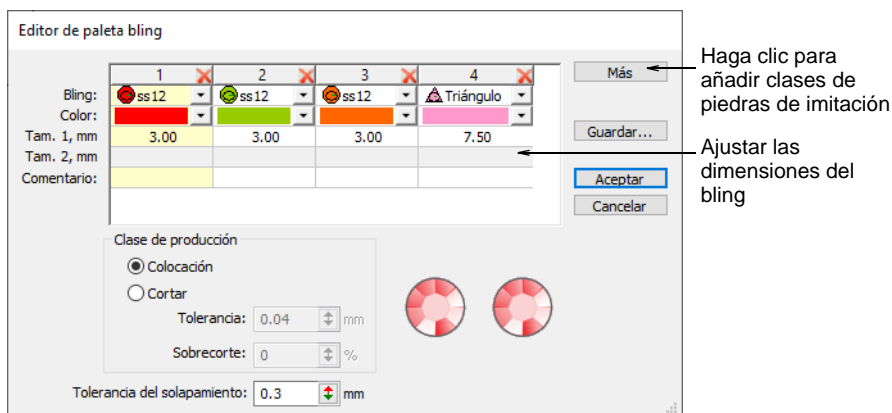 Editor de paleta bling
1 2 3 4
Bling: ss12 ss12 ss12 Triángulo
Color:
Tam. 1, mm 3.00 3.00 3.00 7.50
Tam. 2, mm
Comentario:
Más
Guardar...
Aceptar
Cancelar
Haga clic para
añadir clases de
piedras de imitación
Ajustar las
dimensiones del
bling
Clase de producción
Colocación
Cortar
Tolerancia: 0.04 mm
Sobrecorte: 0 %
Tolerancia del solapamiento: 0.3 mm